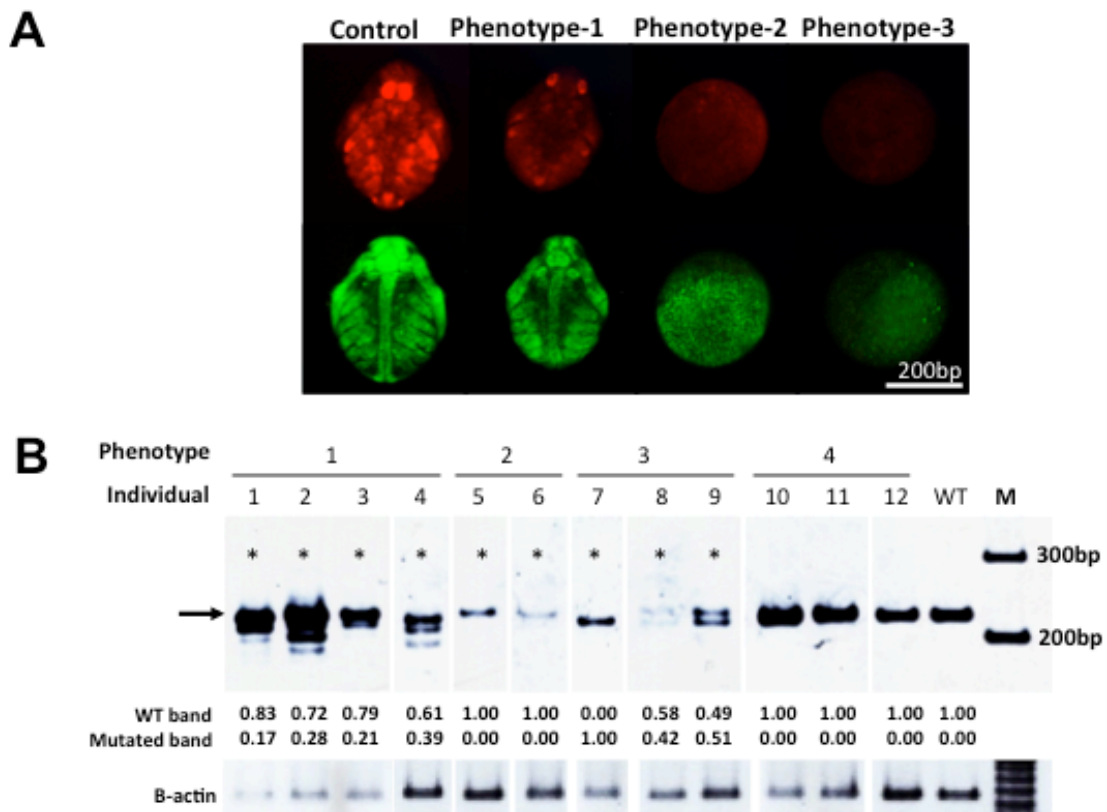 A
Control Phenotype-1 Phenotype-2 Phenotype-3
200bp
B
Phenotype 1 2 3 4
Individual 1 2 3 4 5 6 7 8 9 10 11 12 WT M
* * * * * * * * *
300bp
200bp
WT band 0.83 0.72 0.79 0.61 1.00 1.00 0.00 0.58 0.49 1.00 1.00 1.00 1.00
Mutated band 0.17 0.28 0.21 0.39 0.00 0.00 1.00 0.42 0.51 0.00 0.00 0.00 0.00
B-actin